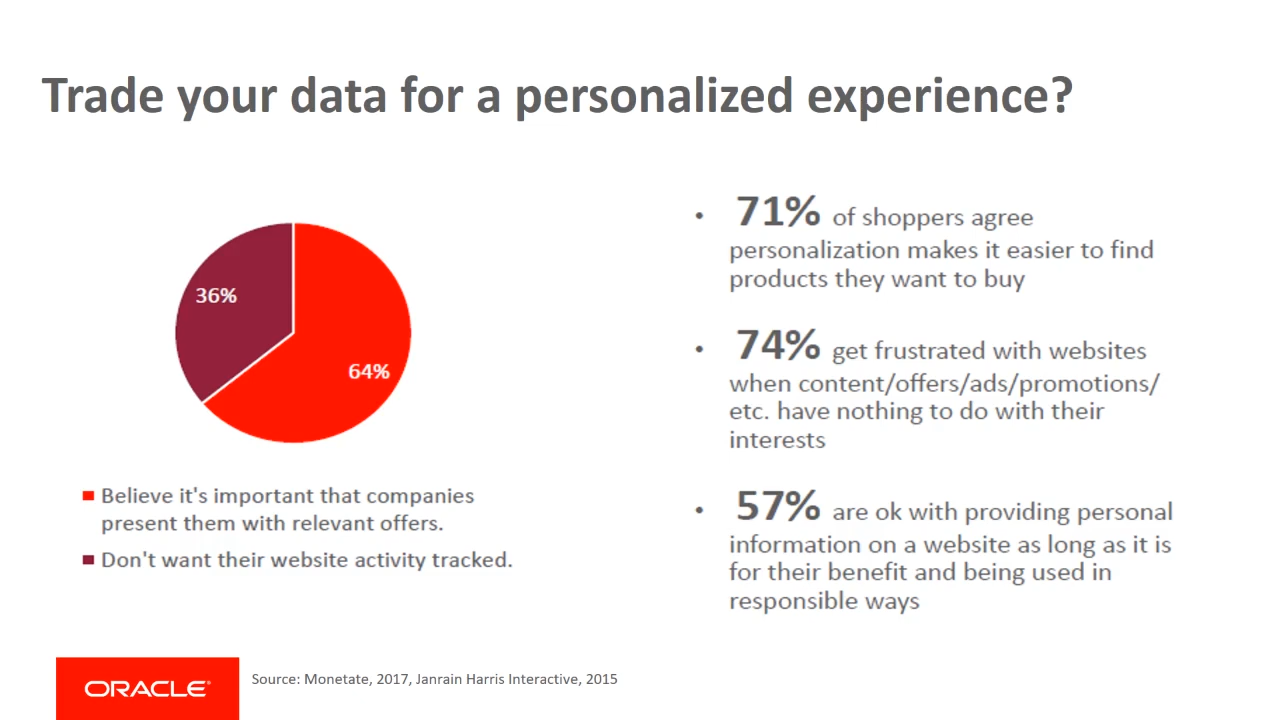 Trade your data for a personalized experience?
36%
64%
■ Believe it's important that companies
present them with relevant offers.
■ Don't want their website activity tracked.
• 71% of shoppers agree
personalization makes it easier to find
products they want to buy
• 74% get frustrated with websites
when content/offers/ads/promotions/
etc. have nothing to do with their
interests
• 57% are ok with providing personal
information on a website as long as it is
for their benefit and being used in
responsible ways
ORACLE®
Source: Monetate, 2017, Janrain Harris Interactive, 2015